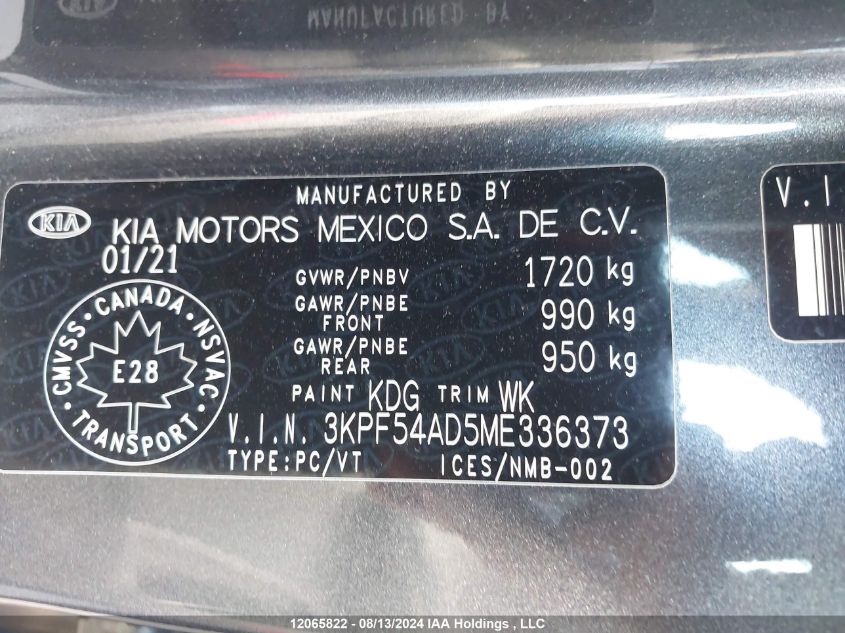 MANUFACTURED BY
MANUFACTURED BY
KIA KIA MOTORS MEXICO S.A. DE C.V.
01/21
GVWR/PNBV 1720 kg
GAWR/PNBE FRONT 990 kg
GAWR/PNBE REAR 950 kg
PAINT KDG TRIM WK
V.I.N. 3KPF54AD5ME336373
TYPE:PC/VT ICES/NMB-002
CMVSS · CANADA · NSVAC · TRANSPORT
E28
V.I
12065822 - 08/13/2024 IAA Holdings , LLC